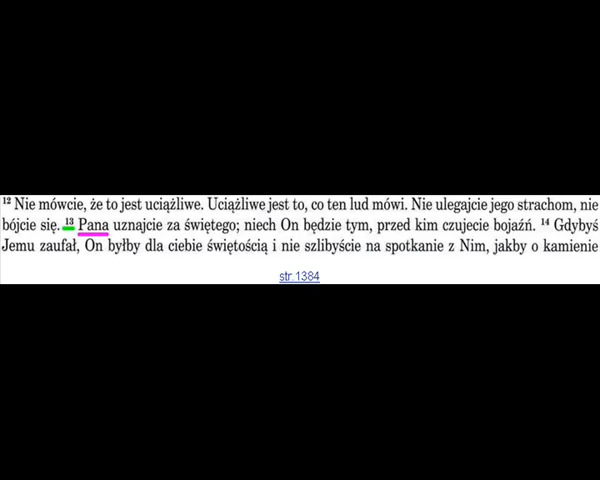 ¹² Nie mówcie, że to jest uciążliwe. Uciążliwe jest to, co ten lud mówi. Nie ulegajcie jego strachom, nie
bójcie się. ¹³ Pana uznajcie za świętego; niech On będzie tym, przed kim czujecie bojaźń. ¹⁴ Gdybyś
Jemu zaufał, On byłby dla ciebie świętością i nie szlibyście na spotkanie z Nim, jakby o kamienie
str 1384